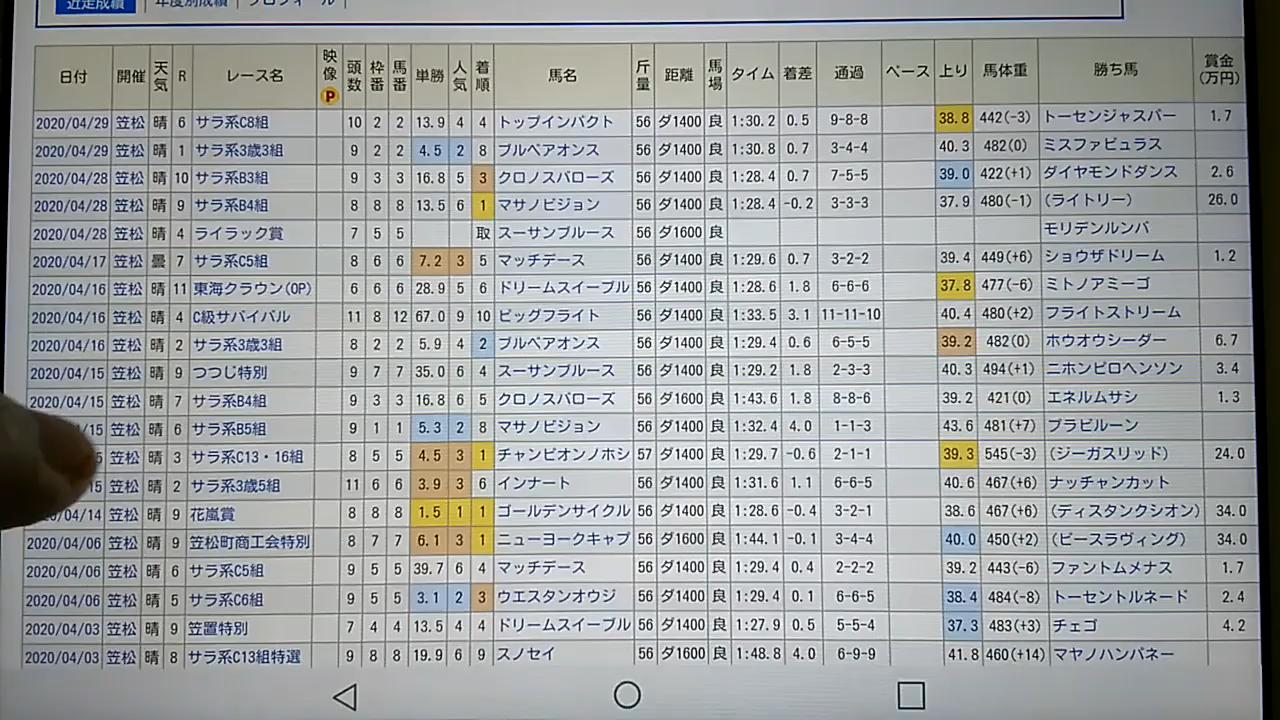 近走成績 年度別成績 プロフィール
日付 開催 天気 R レース名 映像 P 頭数 枠番 馬番 単勝 人気 着順 馬名 斤量 距離 馬場 タイム 着差 通過 ペース 上り 馬体重 勝ち馬 賞金(万円)
2020/04/29 笠松 晴 6 サラ系C8組 10 2 2 13.9 4 4 トップインパクト 56 ダ1400 良 1:30.2 0.5 9-8-8 38.8 442(-3) トーセンジャスパー 1.7
2020/04/29 笠松 晴 1 サラ系3歳3組 9 2 2 4.5 2 8 ブルベアオンス 56 ダ1400 良 1:30.8 0.7 3-4-4 40.3 482(0) ミスファビュラス
2020/04/28 笠松 晴 10 サラ系B3組 9 3 3 16.8 5 3 クロノスバローズ 56 ダ1400 良 1:28.4 0.7 7-5-5 39.0 422(+1) ダイヤモンドダンス 2.6
2020/04/28 笠松 晴 9 サラ系B4組 8 8 8 13.5 6 1 マサノビジョン 56 ダ1400 良 1:28.4 -0.2 3-3-3 37.9 480(-1) (ライトリー) 26.0
2020/04/28 笠松 晴 4 ライラック賞 7 5 5 取 スーサンブルース 56 ダ1600 良 モリデンルンバ
2020/04/17 笠松 曇 7 サラ系C5組 8 6 6 7.2 3 5 マッチデース 56 ダ1400 良 1:29.6 0.7 3-2-2 39.4 449(+6) ショウザドリーム 1.2
2020/04/16 笠松 晴 11 東海クラウン(OP) 6 6 6 28.9 5 6 ドリームスイーブル 56 ダ1400 良 1:28.6 1.8 6-6-6 37.8 477(-6) ミトノアミーゴ
2020/04/16 笠松 晴 4 C級サバイバル 11 8 12 67.0 9 10 ビッグフライト 56 ダ1400 良 1:33.5 3.1 11-11-10 40.4 480(+2) フライトストリーム
2020/04/16 笠松 晴 2 サラ系3歳3組 8 2 2 5.9 4 2 ブルベアオンス 56 ダ1400 良 1:29.4 0.6 6-5-5 39.2 482(0) ホウオウシーダー 6.7
2020/04/15 笠松 晴 9 つつじ特別 9 7 7 35.0 6 4 スーサンブルース 56 ダ1400 良 1:29.2 1.8 2-3-3 40.3 494(+1) ニホンピロヘンソン 3.4
2020/04/15 笠松 晴 7 サラ系B4組 9 3 3 16.8 6 5 クロノスバローズ 56 ダ1600 良 1:43.6 1.8 8-8-6 39.2 421(0) エネルムサシ 1.3
/15 笠松 晴 6 サラ系B5組 9 1 1 5.3 2 8 マサノビジョン 56 ダ1400 良 1:32.4 4.0 1-1-3 43.6 481(+7) ブラビルーン
5 笠松 晴 3 サラ系C13・16組 8 5 5 4.5 3 1 チャンピオンノホシ 57 ダ1400 良 1:29.7 -0.6 2-1-1 39.3 545(-3) (ジーガスリッド) 24.0
15 笠松 晴 2 サラ系3歳5組 11 6 6 3.9 3 6 インナート 56 ダ1400 良 1:31.6 1.1 6-6-5 40.6 467(+6) ナッチャンカット
04/14 笠松 晴 9 花嵐賞 8 8 8 1.5 1 1 ゴールデンサイクル 56 ダ1400 良 1:28.6 -0.4 3-2-1 38.6 467(+6) (ディスタンクシオン) 34.0
2020/04/06 笠松 晴 9 笠松町商工会特別 8 7 7 6.1 3 1 ニューヨークキャブ 56 ダ1600 良 1:44.1 -0.1 3-4-4 40.0 450(+2) (ピースラヴィング) 34.0
2020/04/06 笠松 晴 6 サラ系C5組 9 5 5 39.7 6 4 マッチデース 56 ダ1400 良 1:29.4 0.4 2-2-2 39.2 443(-6) ファントムメナス 1.7
2020/04/06 笠松 晴 5 サラ系C6組 9 5 5 3.1 2 3 ウエスタンオウジ 56 ダ1400 良 1:29.4 0.1 6-6-5 38.4 484(-8) トーセントルネード 2.4
2020/04/03 笠松 晴 9 笠置特別 7 4 4 13.5 4 4 ドリームスイーブル 56 ダ1400 良 1:27.9 0.5 5-5-4 37.3 483(+3) チェゴ 4.2
2020/04/03 笠松 晴 8 サラ系C13組特選 9 8 8 19.9 6 9 スノセイ 56 ダ1600 良 1:48.8 4.0 6-9-9 41.8 460(+14) マヤノハンバネー